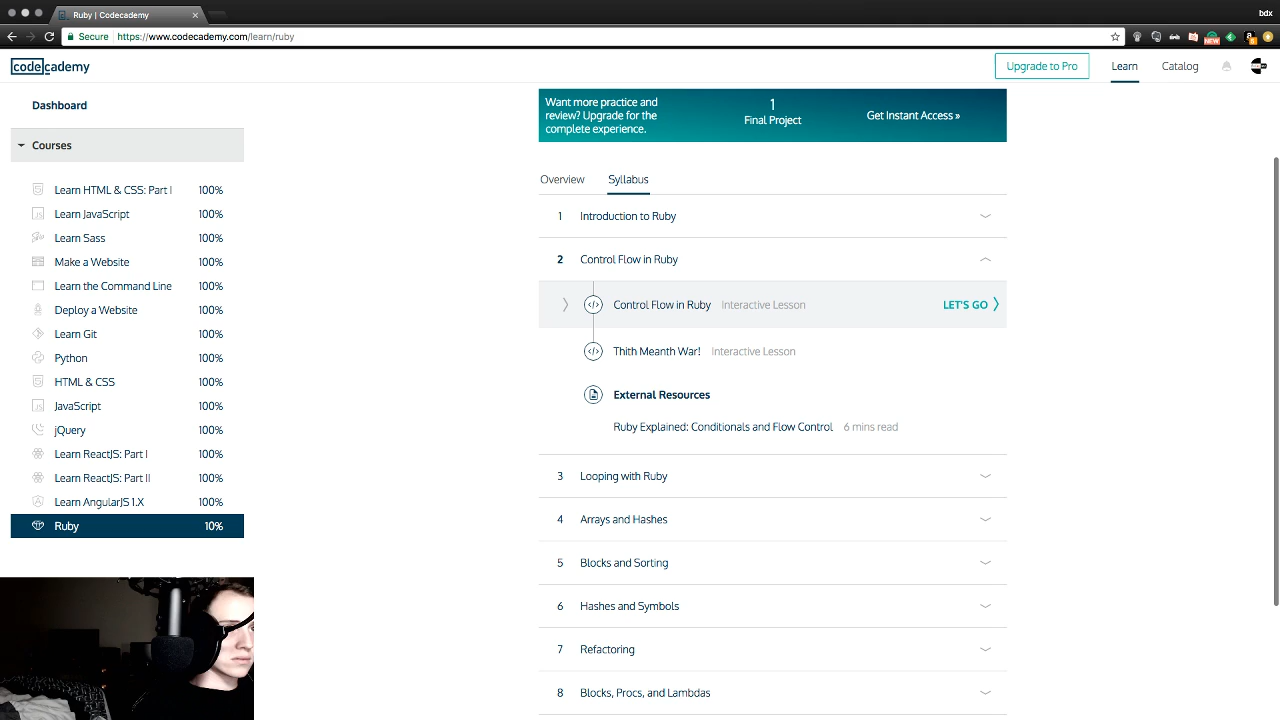 Ruby | Codecademy
bdx
Secure https://www.codecademy.com/learn/ruby
NEW
codecademy
Upgrade to Pro
Learn
Catalog
Dashboard
Courses
Learn HTML & CSS: Part I 100%
Learn JavaScript 100%
Learn Sass 100%
Make a Website 100%
Learn the Command Line 100%
Deploy a Website 100%
Learn Git 100%
Python 100%
HTML & CSS 100%
JavaScript 100%
jQuery 100%
Learn ReactJS: Part I 100%
Learn ReactJS: Part II 100%
Learn AngularJS 1.X 100%
Ruby 10%
Want more practice and
review? Upgrade for the
complete experience.
1
Final Project
Get Instant Access »
Overview Syllabus
1 Introduction to Ruby
2 Control Flow in Ruby
Control Flow in Ruby Interactive Lesson LET'S GO
Thith Meanth War! Interactive Lesson
External Resources
Ruby Explained: Conditionals and Flow Control 6 mins read
3 Looping with Ruby
4 Arrays and Hashes
5 Blocks and Sorting
6 Hashes and Symbols
7 Refactoring
8 Blocks, Procs, and Lambdas